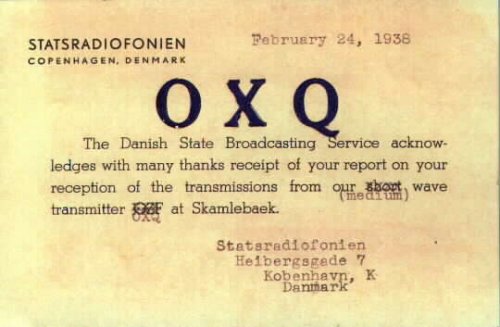 STATSRADIOFONIEN
COPENHAGEN, DENMARK
February 24, 1938
OXQ
The Danish State Broadcasting Service acknow-
ledges with many thanks receipt of your report on your
reception of the transmissions from our short wave
(medium)
transmitter OZF at Skamlebaek.
OXQ
Statsradiofonien
Heibergsgade 7
Kobenhavn, K
Danmark